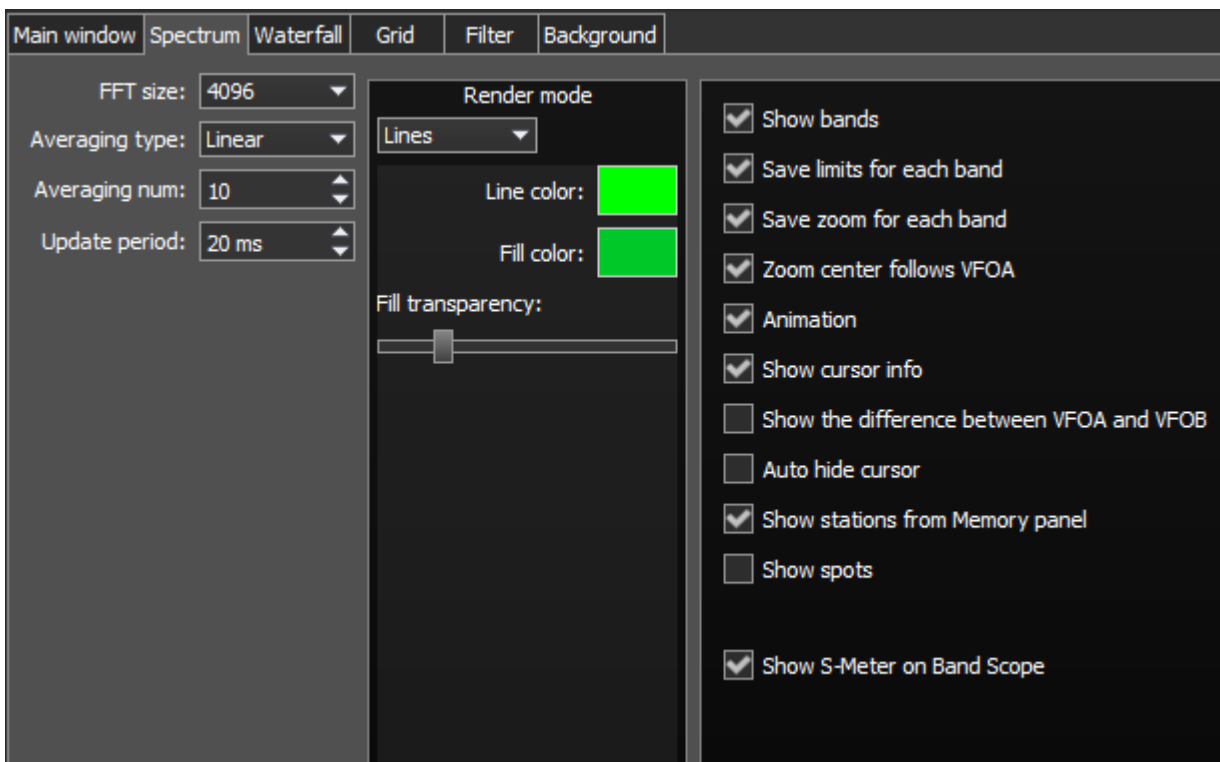 Main window Spectrum Waterfall Grid Filter Background
FFT size: 4096
Averaging type: Linear
Averaging num: 10
Update period: 20 ms
Render mode
Lines
Line color:
Fill color:
Fill transparency:
Show bands
Save limits for each band
Save zoom for each band
Zoom center follows VFOA
Animation
Show cursor info
Show the difference between VFOA and VFOB
Auto hide cursor
Show stations from Memory panel
Show spots
Show S-Meter on Band Scope